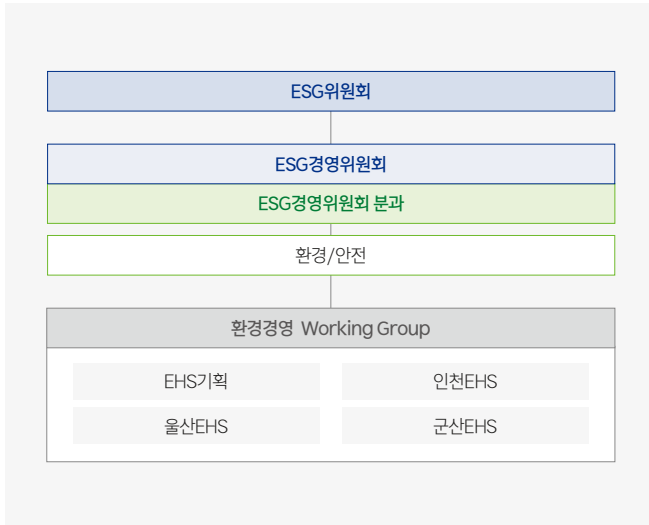 ESG위원회
ESG경영위원회
ESG경영위원회 분과
환경/안전
환경경영 Working Group
EHS기획
인천EHS
울산EHS
군산EHS